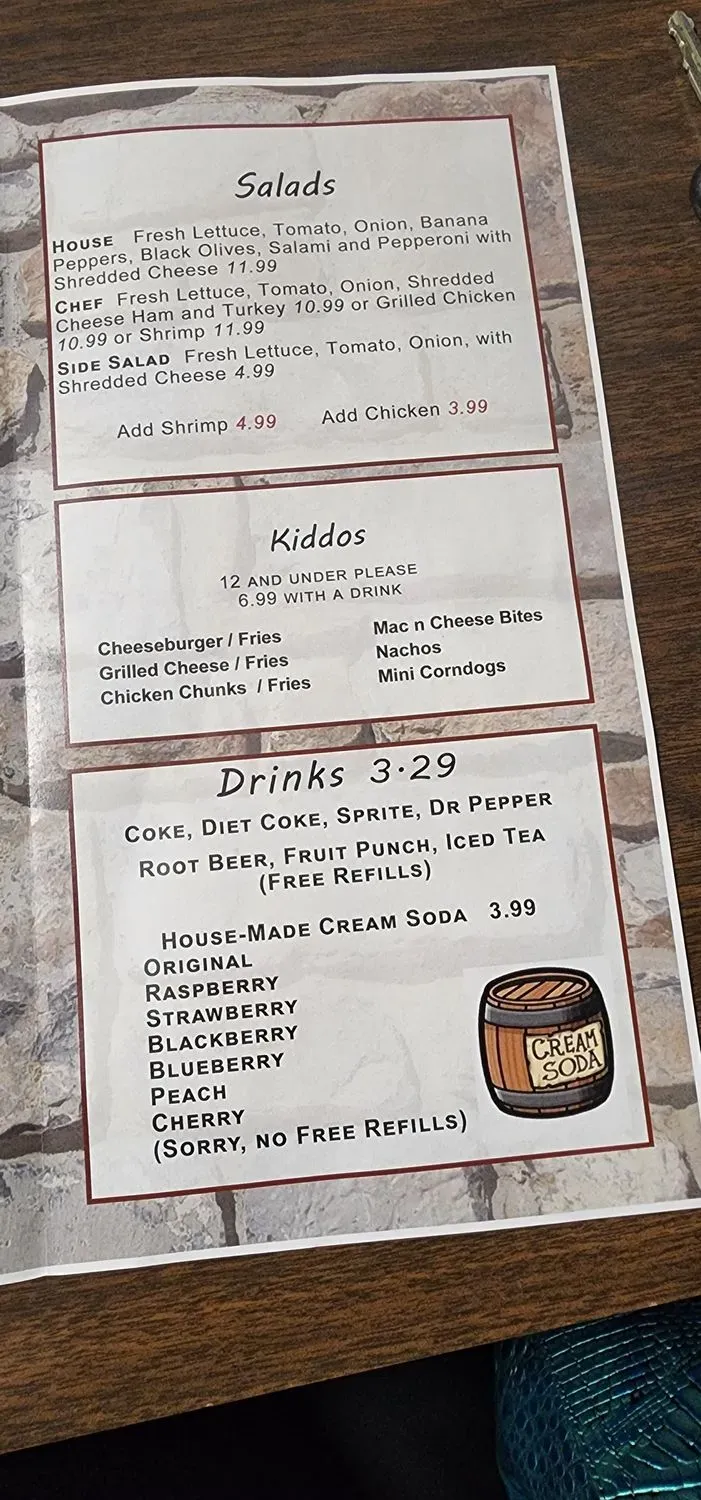 Salads
HOUSE Fresh Lettuce, Tomato, Onion, Banana
Peppers, Black Olives, Salami and Pepperoni with
Shredded Cheese 11.99
CHEF Fresh Lettuce, Tomato, Onion, Shredded
Cheese Ham and Turkey 10.99 or Grilled Chicken
10.99 or Shrimp 11.99
SIDE SALAD Fresh Lettuce, Tomato, Onion, with
Shredded Cheese 4.99
Add Shrimp 4.99 Add Chicken 3.99
Kiddos
12 AND UNDER PLEASE
6.99 WITH A DRINK
Cheeseburger / Fries
Grilled Cheese / Fries
Chicken Chunks / Fries
Mac n Cheese Bites
Nachos
Mini Corndogs
Drinks 3.29
COKE, DIET COKE, SPRITE, DR PEPPER
ROOT BEER, FRUIT PUNCH, ICED TEA
(FREE REFILLS)
HOUSE-MADE CREAM SODA 3.99
ORIGINAL
RASPBERRY
STRAWBERRY
BLACKBERRY
BLUEBERRY
PEACH
CHERRY
(SORRY, NO FREE REFILLS)
CREAM
SODA